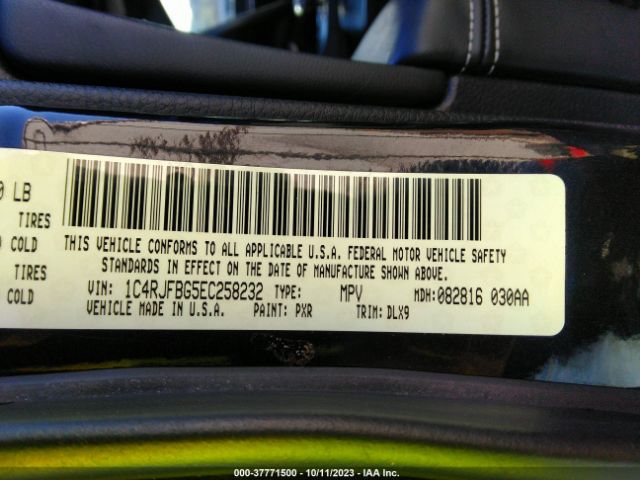 0 LB
TIRES
COLD
TIRES
COLD
THIS VEHICLE CONFORMS TO ALL APPLICABLE U.S.A. FEDERAL MOTOR VEHICLE SAFETY
STANDARDS IN EFFECT ON THE DATE OF MANUFACTURE SHOWN ABOVE.
VIN: 1C4RJFBG5EC258232 TYPE: MPV MDH:082816 030AA
VEHICLE MADE IN U.S.A. PAINT: PXR TRIM: DLX9
000-37771500 • 10/11/2023 • IAA Inc.